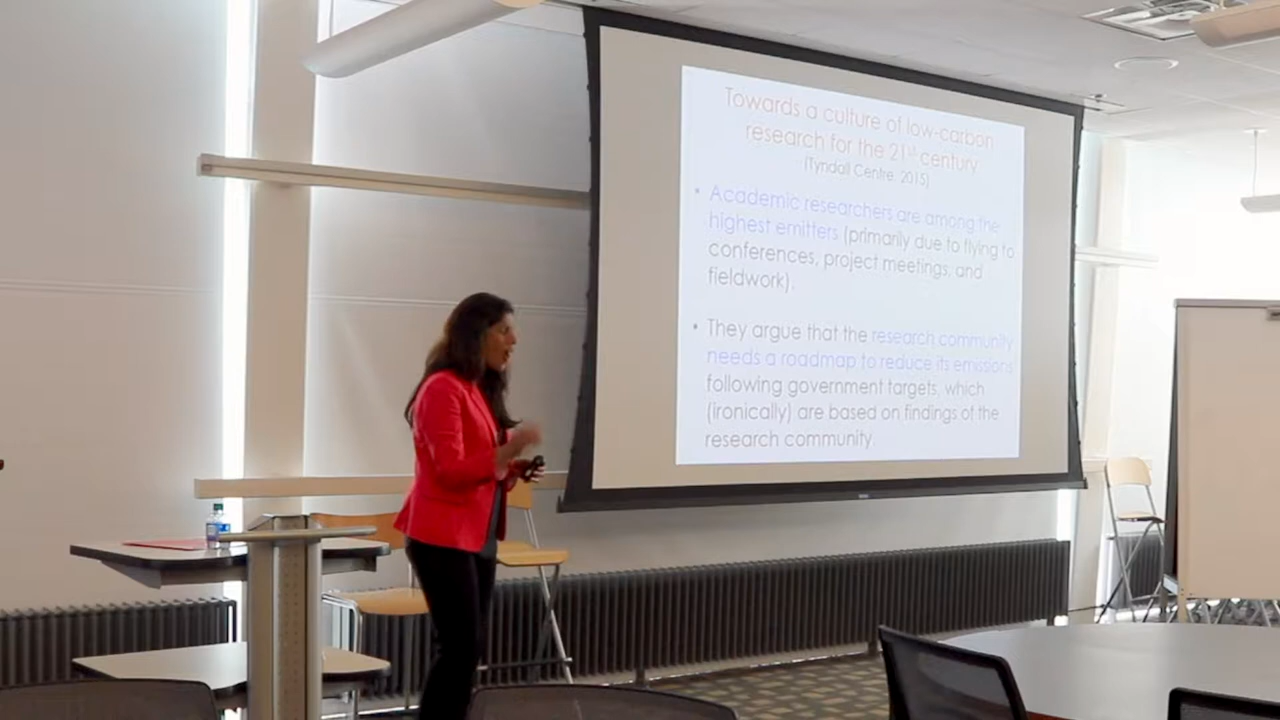 Towards a culture of low-carbon
research for the 21st century
(Tyndall Centre, 2015)
• Academic researchers are among the
highest emitters (primarily due to flying to
conferences, project meetings, and
fieldwork).
• They argue that the research community
needs a roadmap to reduce its emissions
following government targets, which
(ironically) are based on findings of the
research community.